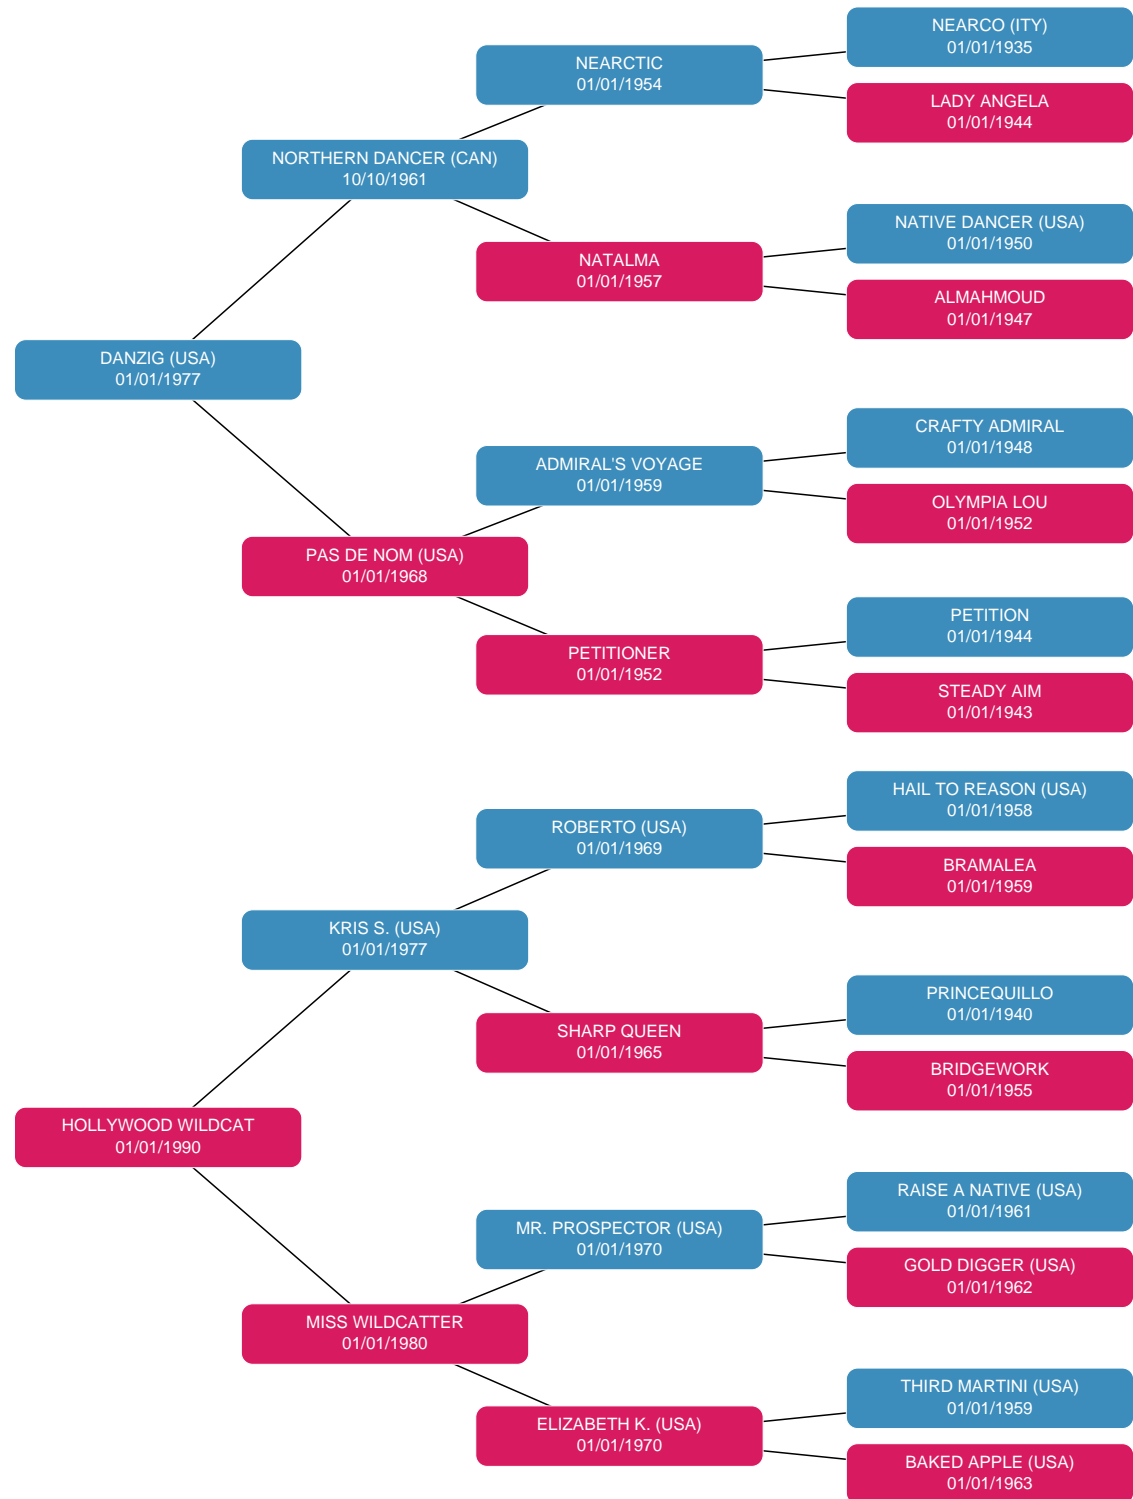 NEARCO (ITY)
01/01/1935
NEARCTIC
01/01/1954
LADY ANGELA
01/01/1944
NORTHERN DANCER (CAN)
10/10/1961
NATIVE DANCER (USA)
01/01/1950
NATALMA
01/01/1957
ALMAHMOUD
01/01/1947
DANZIG (USA)
01/01/1977
CRAFTY ADMIRAL
01/01/1948
ADMIRAL'S VOYAGE
01/01/1959
OLYMPIA LOU
01/01/1952
PAS DE NOM (USA)
01/01/1968
PETITION
01/01/1944
PETITIONER
01/01/1952
STEADY AIM
01/01/1943
HAIL TO REASON (USA)
01/01/1958
ROBERTO (USA)
01/01/1969
BRAMALEA
01/01/1959
KRIS S. (USA)
01/01/1977
PRINCEQUILLO
01/01/1940
SHARP QUEEN
01/01/1965
BRIDGEWORK
01/01/1955
HOLLYWOOD WILDCAT
01/01/1990
RAISE A NATIVE (USA)
01/01/1961
MR. PROSPECTOR (USA)
01/01/1970
GOLD DIGGER (USA)
01/01/1962
MISS WILDCATTER
01/01/1980
THIRD MARTINI (USA)
01/01/1959
ELIZABETH K. (USA)
01/01/1970
BAKED APPLE (USA)
01/01/1963